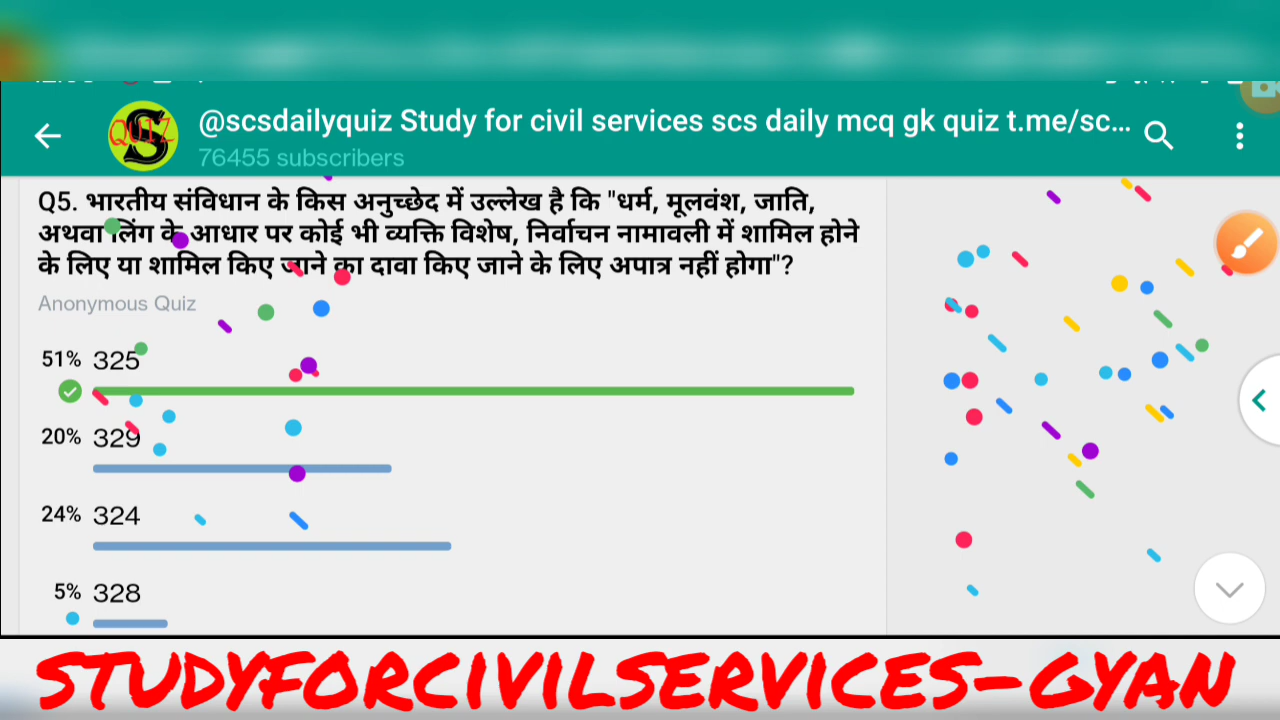 @scsdailyquiz Study for civil services scs daily mcq gk quiz t.me/sc...
QUIZ S
76455 subscribers
Q5. भारतीय संविधान के किस अनुच्छेद में उल्लेख है कि "धर्म, मूलवंश, जाति,
अथवा लिंग के आधार पर कोई भी व्यक्ति विशेष, निर्वाचन नामावली में शामिल होने
के लिए या शामिल किए जाने का दावा किए जाने के लिए अपात्र नहीं होगा"?
Anonymous Quiz
51% 325
20% 329
24% 324
5% 328
STUDYFORCIVILSERVICES-GYAN